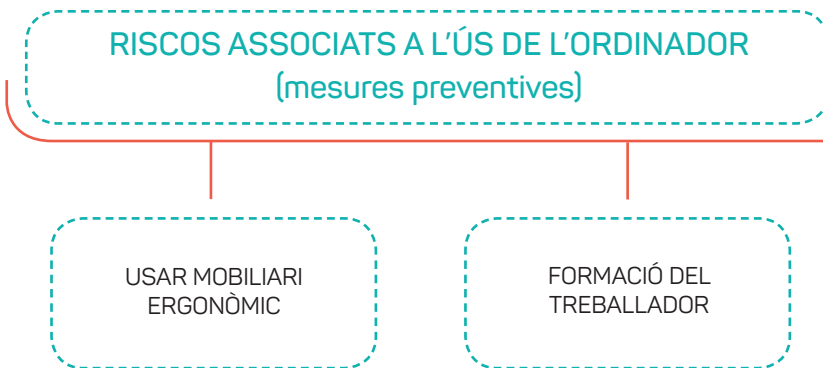 RISCOS ASSOCIATS A L’ÚS DE L’ORDINADOR
(mesures preventives)
USAR MOBILIARI
ERGONÒMIC
FORMACIÓ DEL
TREBALLADOR